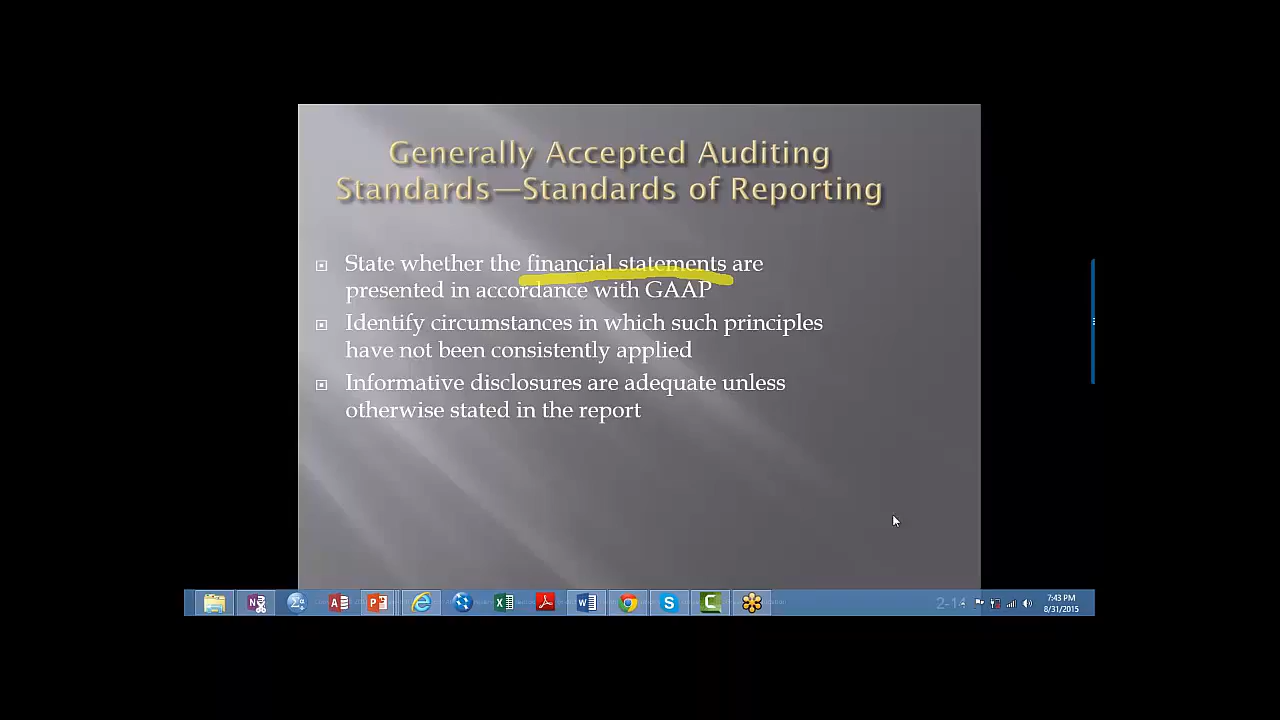 Generally Accepted Auditing
Standards—Standards of Reporting
State whether the financial statements are
presented in accordance with GAAP
Identify circumstances in which such principles
have not been consistently applied
Informative disclosures are adequate unless
otherwise stated in the report
2-14
7:43 PM
8/31/2015